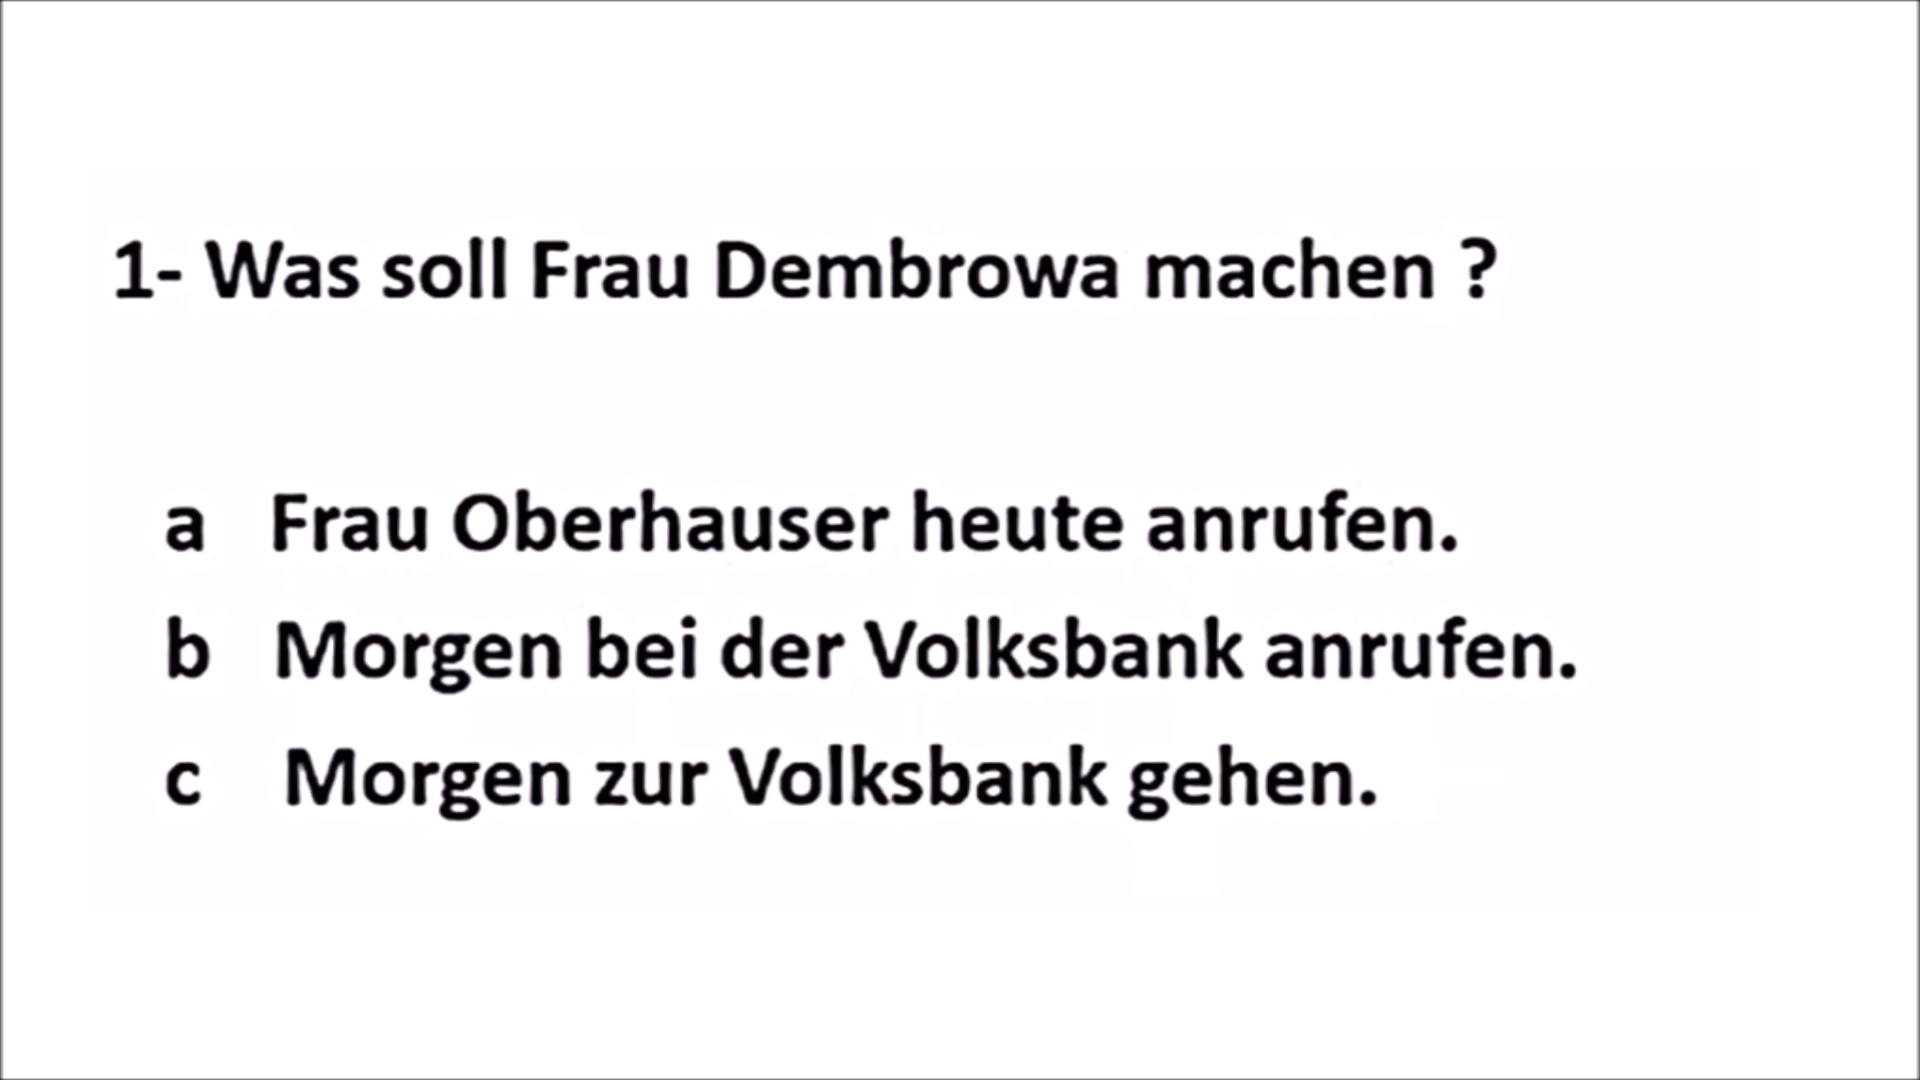 1- Was soll Frau Dembrowa machen ?
a Frau Oberhauser heute anrufen.
b Morgen bei der Volksbank anrufen.
c Morgen zur Volksbank gehen.